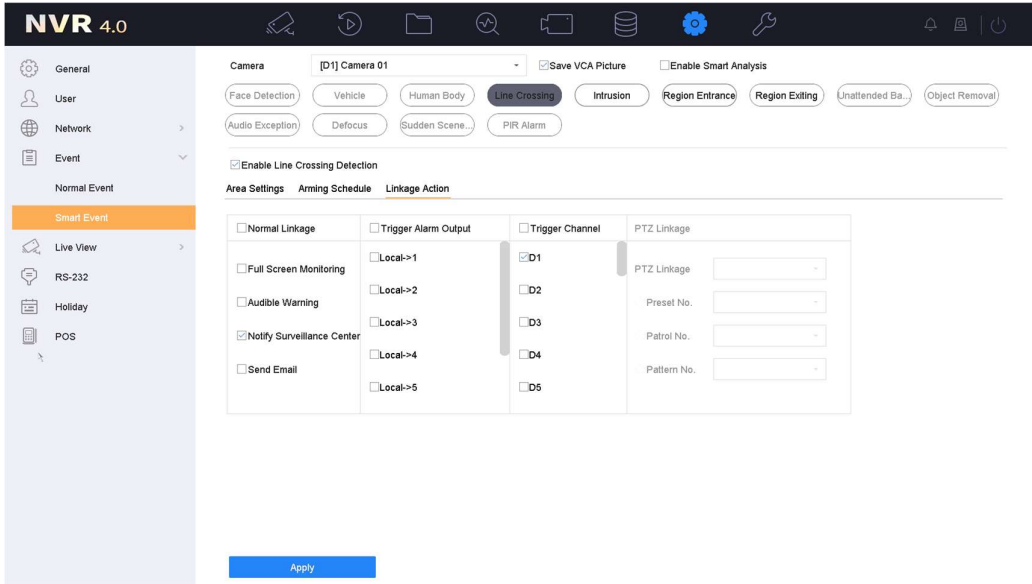 NVR 4.0
General
User
Network
Event
Normal Event
Smart Event
Live View
RS-232
Holiday
POS
Camera [D1] Camera 01 Save VCA Picture Enable Smart Analysis
Face Detection Vehicle Human Body Line Crossing Intrusion Region Entrance Region Exiting Unattended Ba... Object Removal
Audio Exception Defocus Sudden Scene... PIR Alarm
Enable Line Crossing Detection
Area Settings Arming Schedule Linkage Action
Normal Linkage Trigger Alarm Output Trigger Channel PTZ Linkage
Full Screen Monitoring
Audible Warning
Notify Surveillance Center
Send Email
Local->1
Local->2
Local->3
Local->4
Local->5
D1
D2
D3
D4
D5
PTZ Linkage
Preset No.
Patrol No.
Pattern No.
Apply